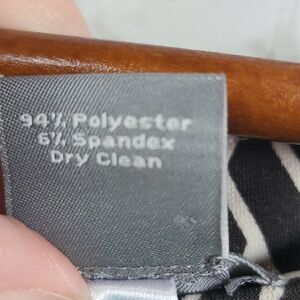 94% Polyester
6% Spandex
Dry Clean